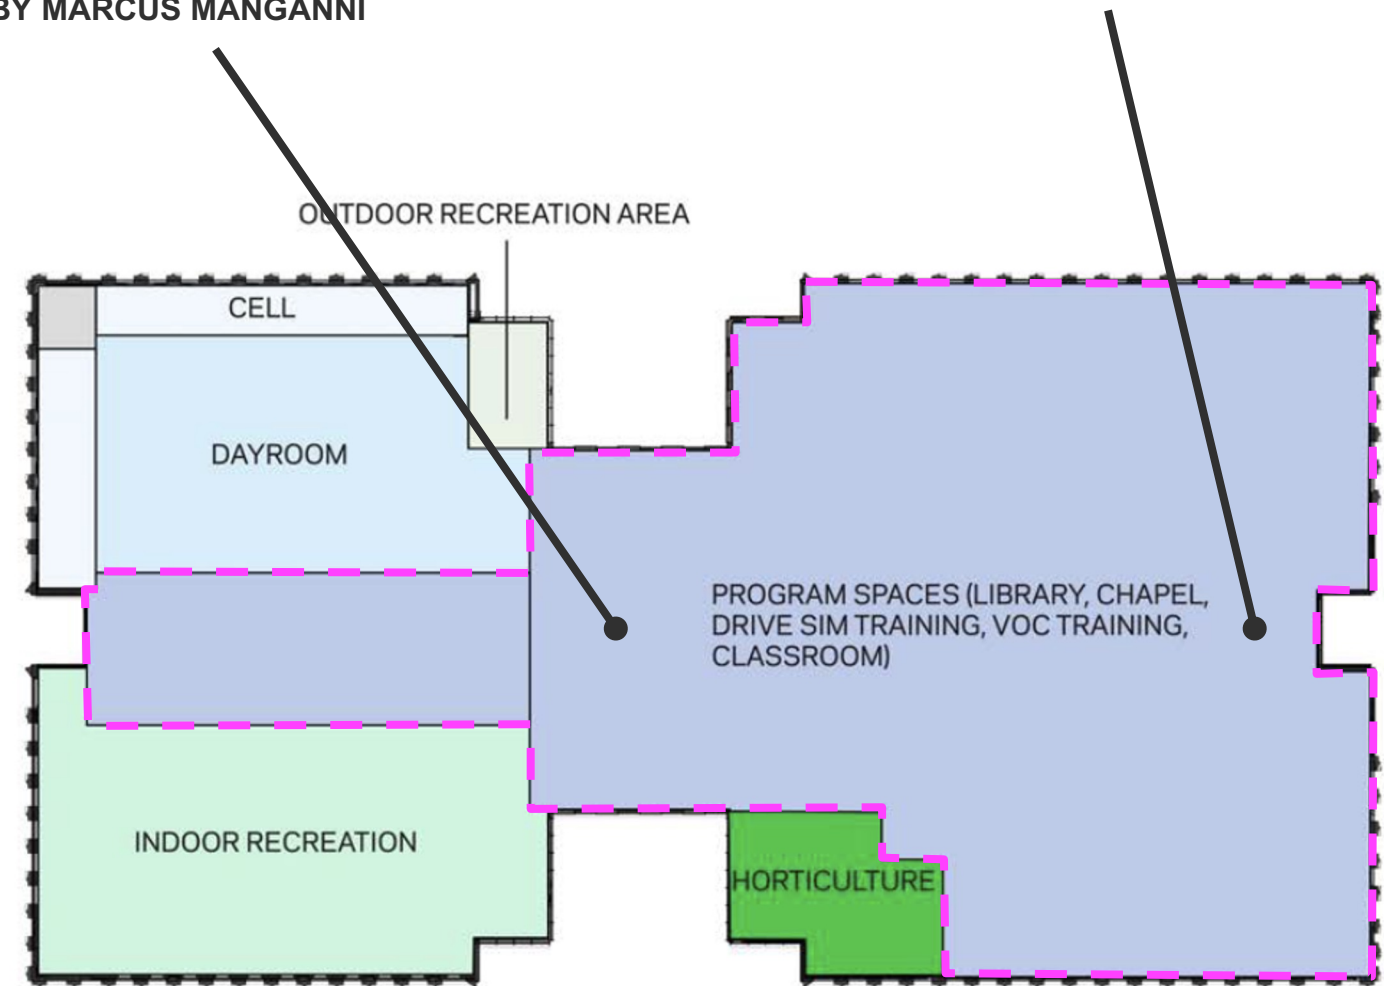 BY MARCUS MANGANNI
OUTDOOR RECREATION AREA
CELL
DAYROOM
PROGRAM SPACES (LIBRARY, CHAPEL,
DRIVE SIM TRAINING, VOC TRAINING,
CLASSROOM)
INDOOR RECREATION
HORTICULTURE